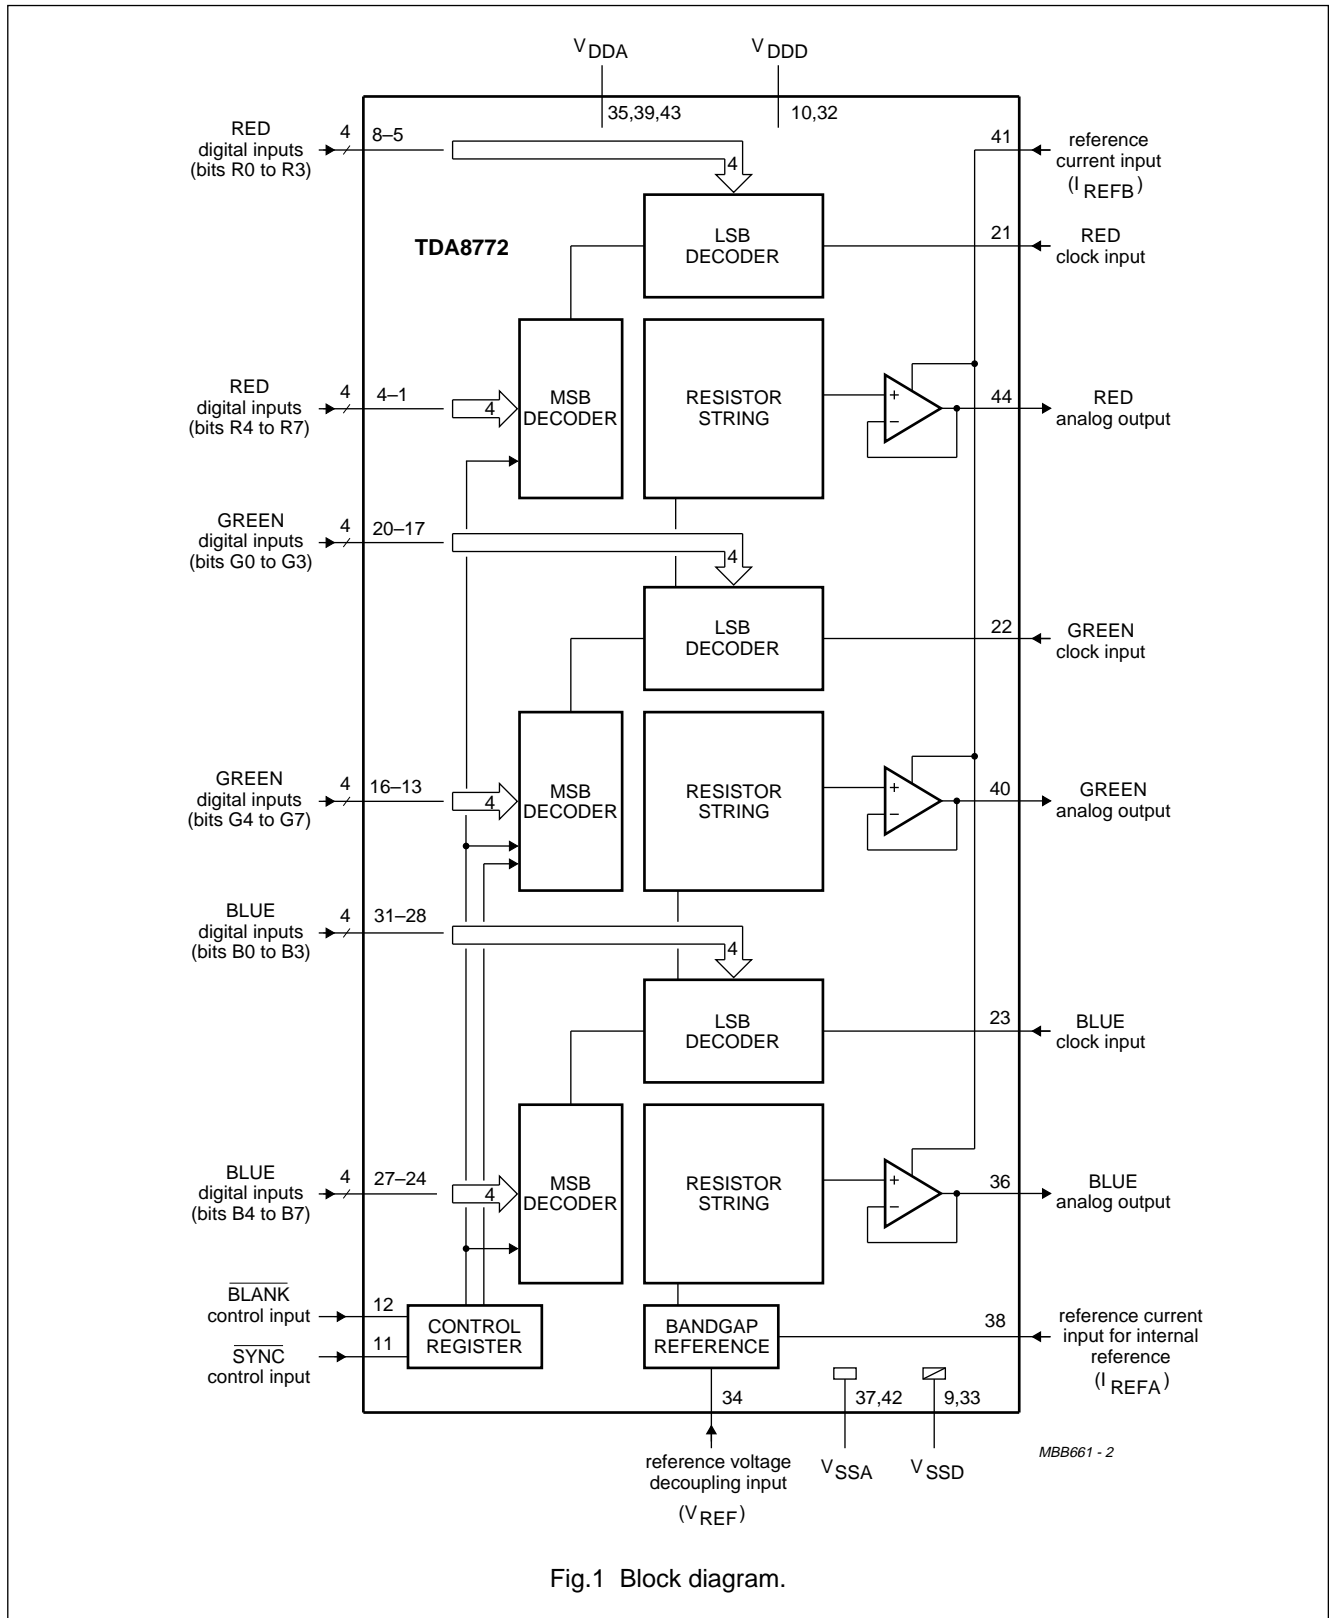 V DDA
V DDD
35,39,43
10,32
RED
digital inputs
(bits R0 to R3)
4
8–5
4
41
reference
current input
(I REFB)
TDA8772
LSB
DECODER
21
RED
clock input
RED
digital inputs
(bits R4 to R7)
4
4–1
4
MSB
DECODER
RESISTOR
STRING
+
−
44
RED
analog output
GREEN
digital inputs
(bits G0 to G3)
4
20–17
4
LSB
DECODER
22
GREEN
clock input
GREEN
digital inputs
(bits G4 to G7)
4
16–13
4
MSB
DECODER
RESISTOR
STRING
+
−
40
GREEN
analog output
BLUE
digital inputs
(bits B0 to B3)
4
31–28
4
LSB
DECODER
23
BLUE
clock input
BLUE
digital inputs
(bits B4 to B7)
4
27–24
4
MSB
DECODER
RESISTOR
STRING
+
−
36
BLUE
analog output
BLANK
control input
12
SYNC
control input
11
CONTROL
REGISTER
BANDGAP
REFERENCE
38
reference current
input for internal
reference
(I REFA)
34
37,42
9,33
reference voltage
decoupling input
(V REF)
V SSA
V SSD
MBB661 - 2
Fig.1 Block diagram.